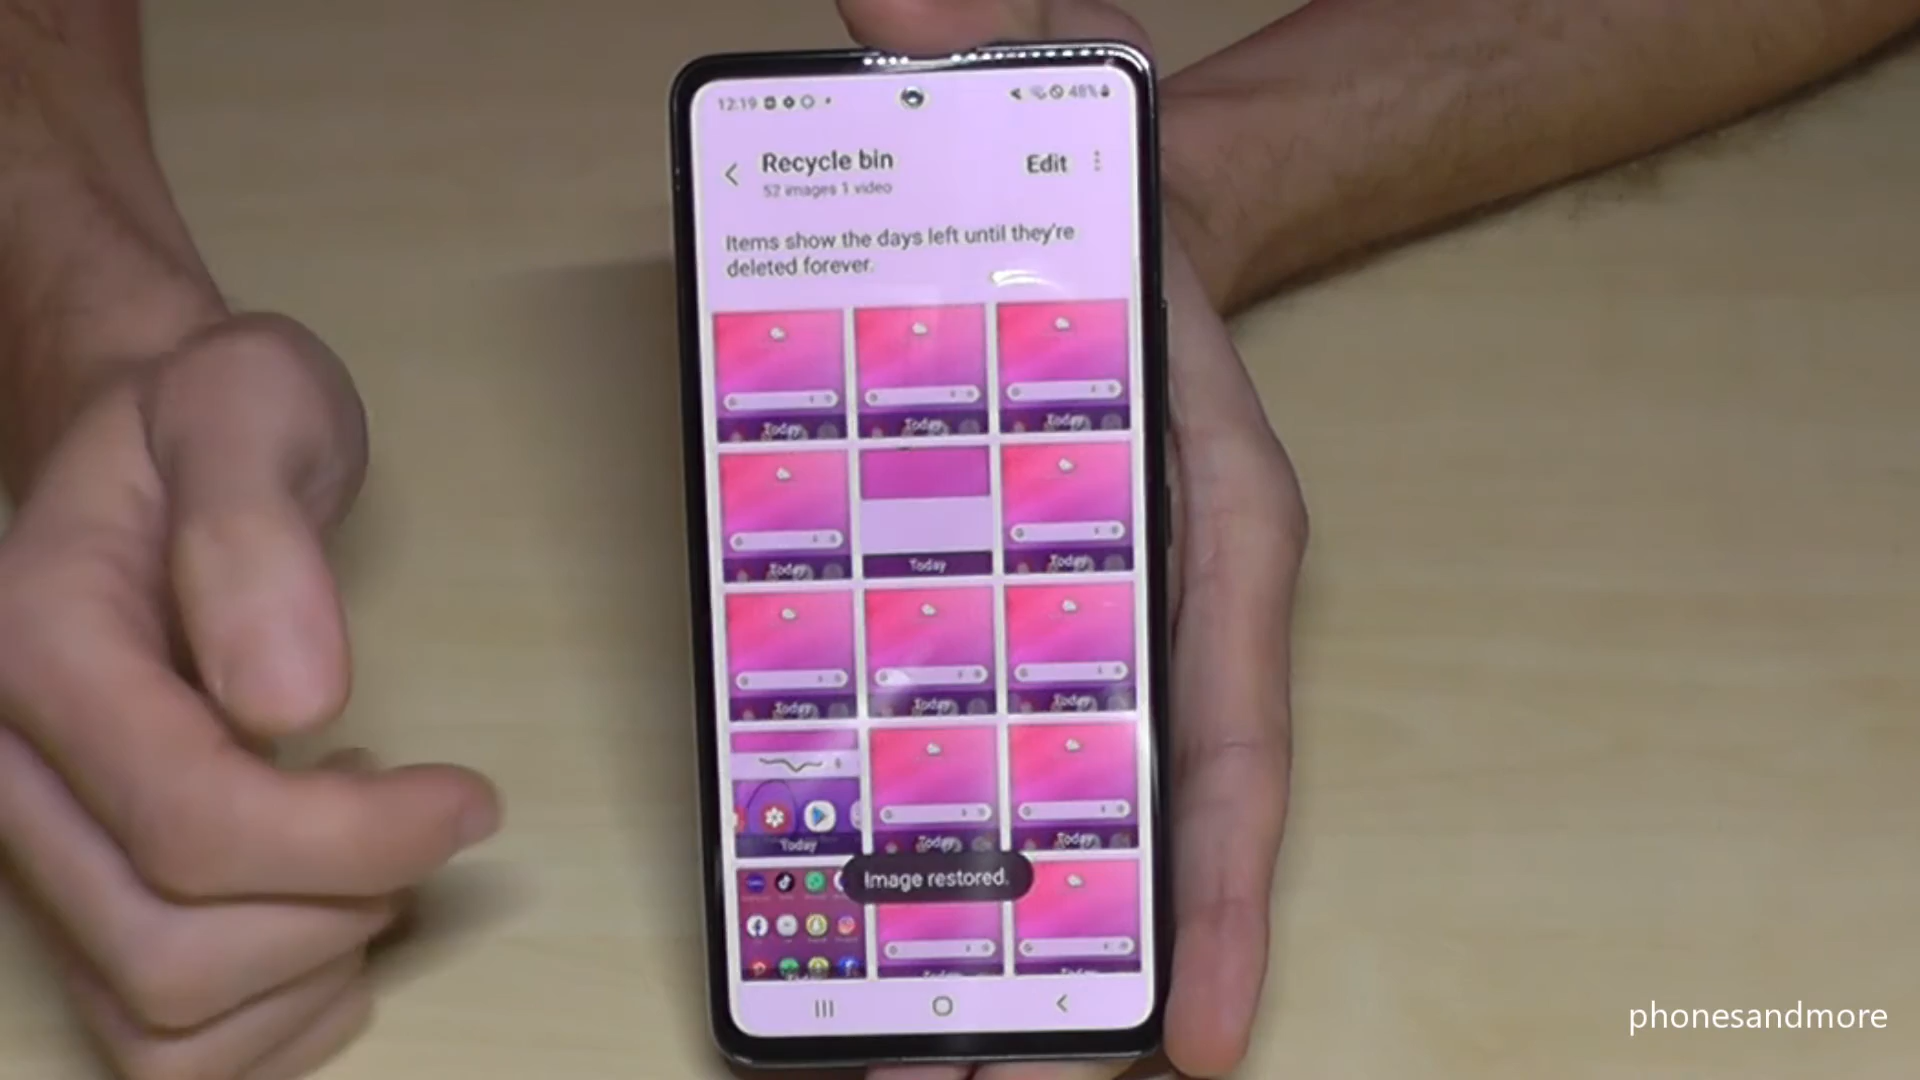 12:19
48%
Recycle bin
Edit
52 images 1 video
Items show the days left until they're
deleted forever.
Today
Today
Today
Today
Today
Today
Today
Today
Today
Today
Today
Today
Image restored.
phonesandmore